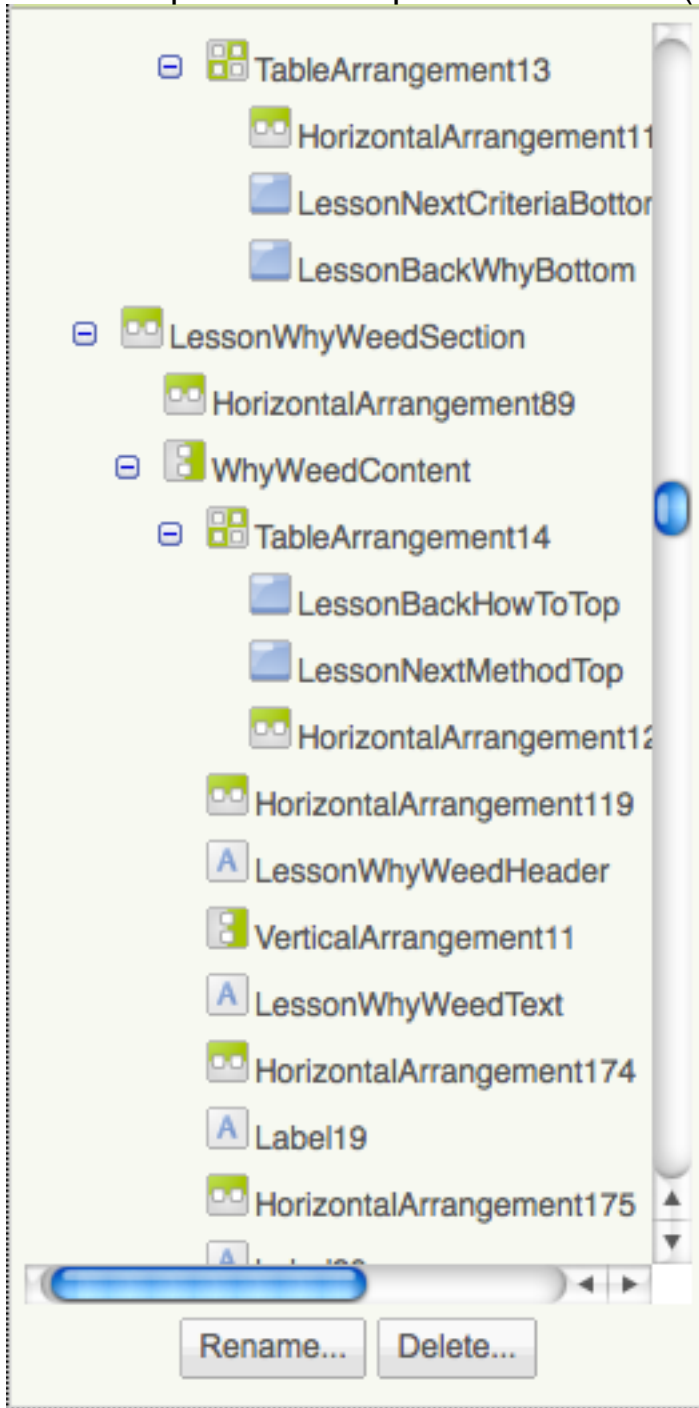 TableArrangement13
HorizontalArrangement11
LessonNextCriteriaBottor
LessonBackWhyBottom
LessonWhyWeedSection
HorizontalArrangement89
WhyWeedContent
TableArrangement14
LessonBackHowToTop
LessonNextMethodTop
HorizontalArrangement12
HorizontalArrangement119
A LessonWhyWeedHeader
VerticalArrangement11
A LessonWhyWeedText
HorizontalArrangement174
A Label19
HorizontalArrangement175
Rename... Delete...